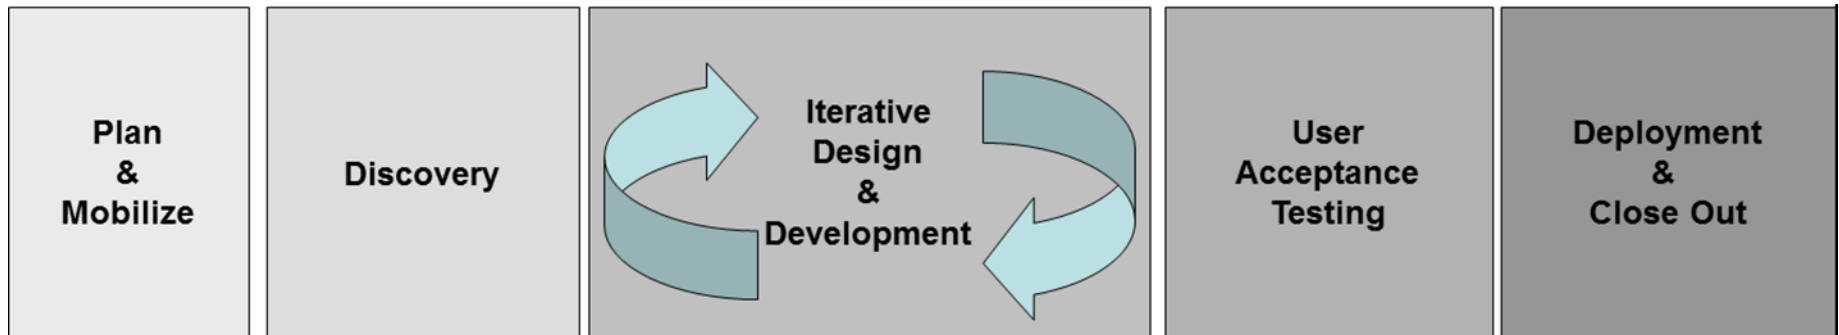 Plan
&
Mobilize
Discovery
Iterative
Design
&
Development
User
Acceptance
Testing
Deployment
&
Close Out